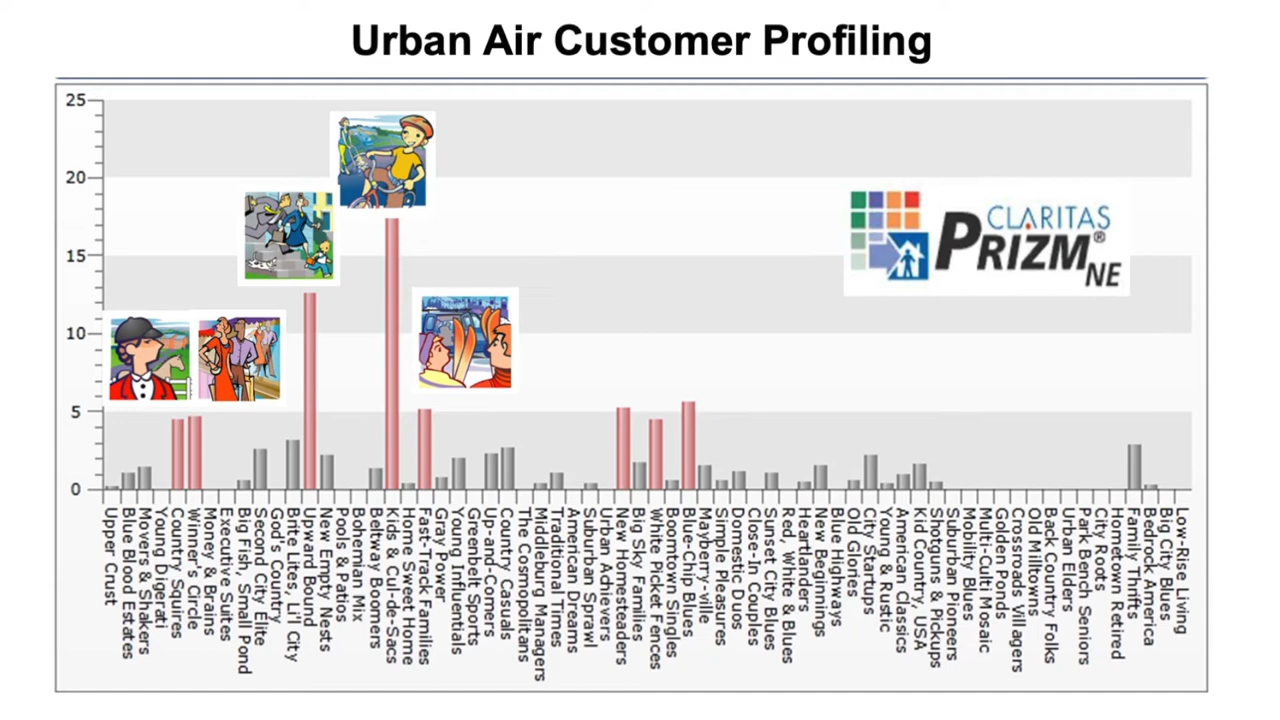 Urban Air Customer Profiling
25
20
15
10
5
0
CLARITAS
PRIZM® NE
Upper Crust
Blue Blood Estates
Movers & Shakers
Young Digerati
Country Squires
Winner's Circle
Money & Brains
Executive Suites
Big Fish, Small Pond
Second City Elite
God's Country
Brite Lites, Li'l City
Upward Bound
New Empty Nests
Pools & Patios
Bohemian Mix
Beltway Boomers
Kids & Cul-de-Sacs
Home Sweet Home
Fast-Track Families
Gray Power
Young Influentials
Greenbelt Sports
Up-and-Comers
Country Casuals
The Cosmopolitans
Middleburg Managers
Traditional Times
American Dreams
Suburban Sprawl
Urban Achievers
New Homesteaders
Big Sky Families
White Picket Fences
Boomtown Singles
Blue-Chip Blues
Mayberry-ville
Simple Pleasures
Domestic Duos
Close-In Couples
Sunset City Blues
Red, White & Blues
Heartlanders
New Beginnings
Blue Highways
Old Glories
City Startups
Young & Rustic
American Classics
Kid Country, USA
Shotguns & Pickups
Suburban Pioneers
Mobility Blues
Multi-Culti Mosaic
Golden Ponds
Crossroads Villagers
Old Milltowns
Back Country Folks
Urban Elders
Park Bench Seniors
City Roots
Hometown Retired
Family Thrifts
Bedrock America
Big City Blues
Low-Rise Living